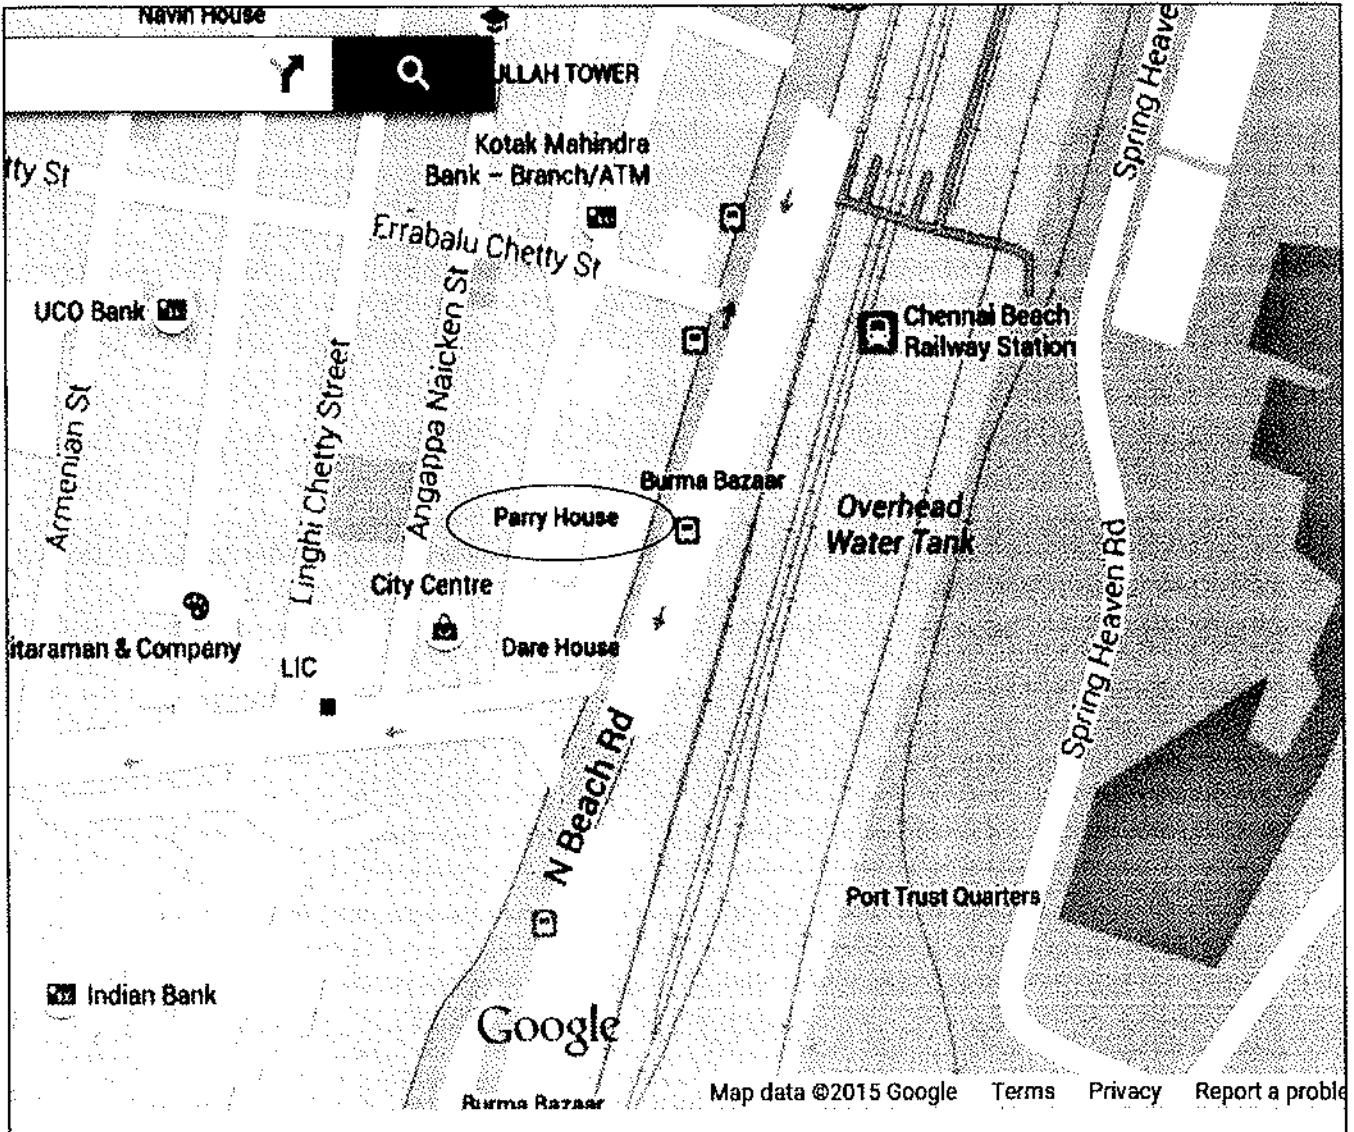 Navin House
ULLAH TOWER
Kotak Mahindra
Bank – Branch/ATM
tty St
Errabalu Chetty St
Spring Heave
UCO Bank
Chennai Beach
Railway Station
Armenian St
Linghi Chetty Street
Angappa Naicken St
Burma Bazaar
Parry House
Overhead
Water Tank
City Centre
itaraman & Company
LIC
Dare House
Spring Heaven Rd
N Beach Rd
Port Trust Quarters
Indian Bank
Google
Burma Bazaar
Map data ©2015 Google Terms Privacy Report a proble